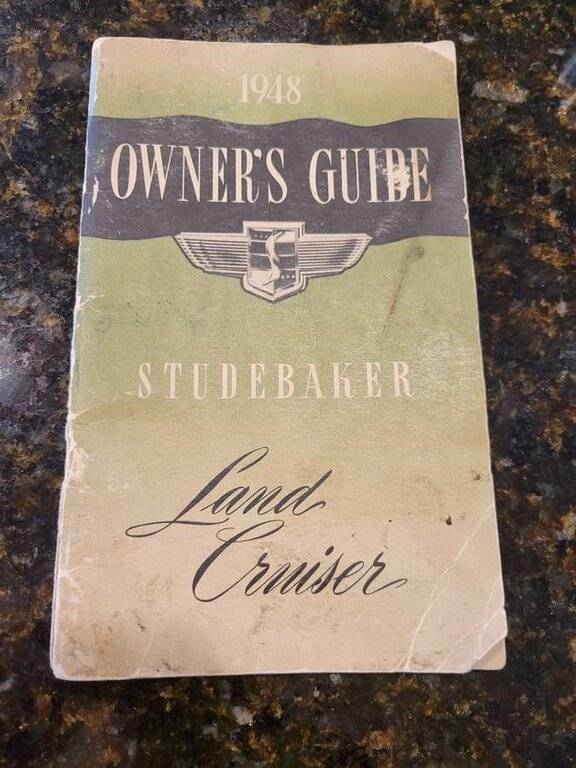 1948
OWNER'S GUIDE
S
STUDEBAKER
Land
Cruiser